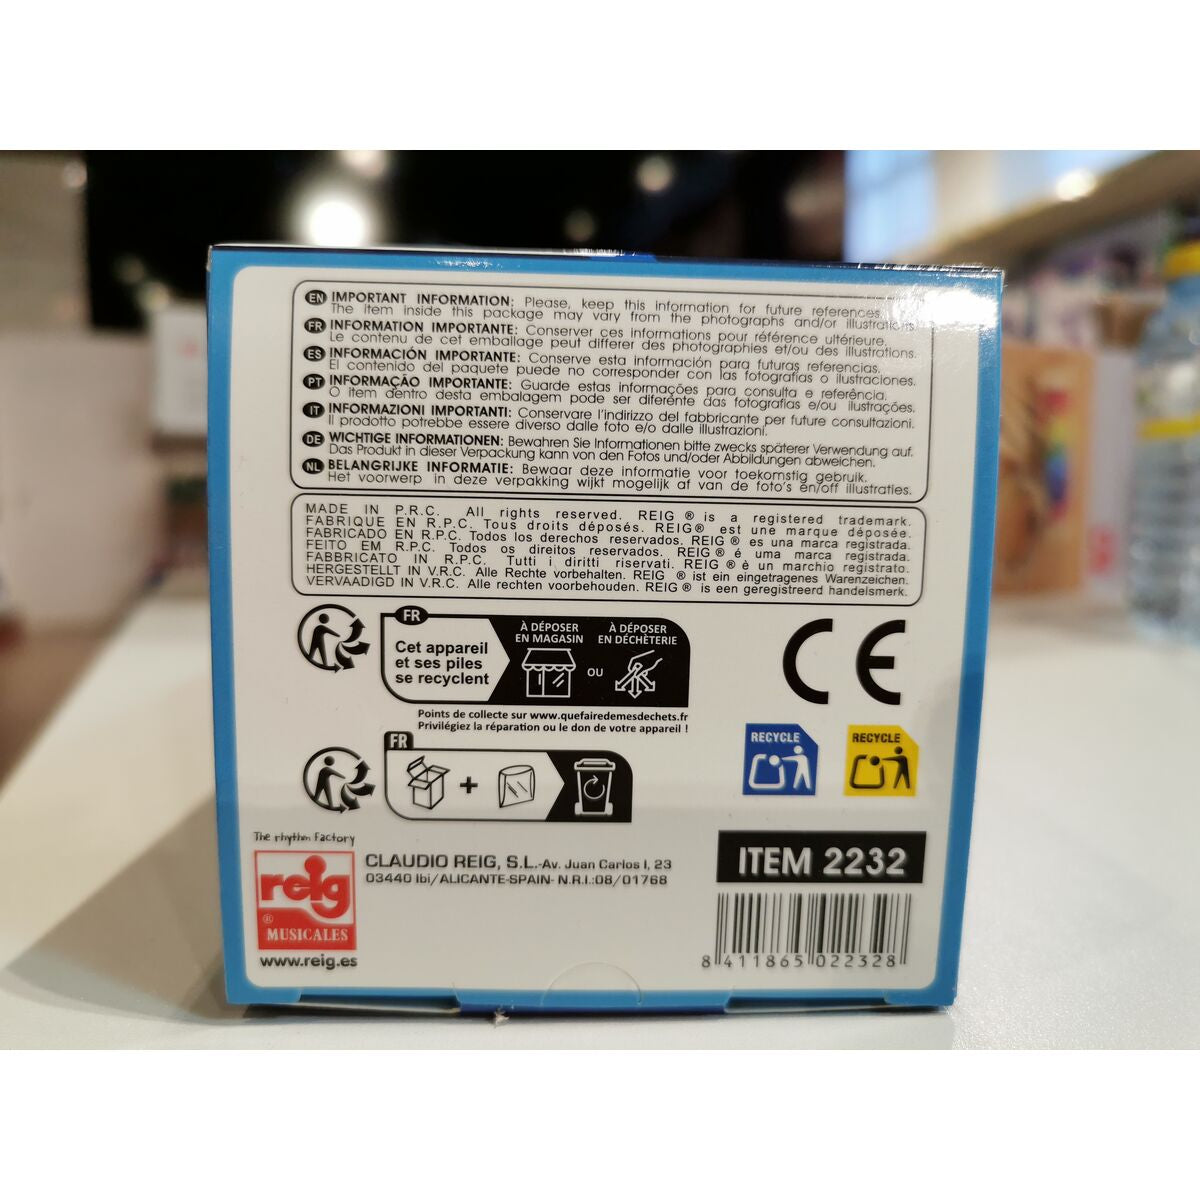 EN IMPORTANT INFORMATION: Please, keep this information for future references.
The item inside this package may vary from the photographs and/or illustrations.
FR INFORMATION IMPORTANTE: Conserver ces informations pour référence ultérieure.
Le contenu de cet emballage peut différer des photographies et/ou des illustrations.
ES INFORMACIÓN IMPORTANTE: Conserve esta información para futuras referencias.
El contenido del paquete puede no corresponder con las fotografías o ilustraciones.
PT INFORMAÇÃO IMPORTANTE: Guarde estas informações para consulta e referência.
O item dentro desta embalagem pode ser diferente das fotografias e/ou ilustrações.
IT INFORMAZIONI IMPORTANTI: Conservare l'indirizzo del fabbricante per future consultazioni.
Il prodotto potrebbe essere diverso dalle foto e/o dalle illustrazioni.
DE WICHTIGE INFORMATIONEN: Bewahren Sie Informationen bitte zwecks späterer Verwendung auf.
Das Produkt in dieser Verpackung kann von den Fotos und/oder Abbildungen abweichen.
NL BELANGRIJKE INFORMATIE: Bewaar deze informatie voor toekomstig gebruik.
Het voorwerp in deze verpakking wijkt mogelijk af van de foto's en/off illustraties.
MADE IN P.R.C. All rights reserved. REIG ® is a registered trademark.
FABRIQUE EN R.P.C. Tous droits déposés. REIG® est une marque déposée.
FABRICADO EN R.P.C. Todos los derechos reservados. REIG ® es una marca registrada.
FEITO EM R.P.C. Todos os direitos reservados. REIG ® é uma marca registrada.
FABBRICATO IN R.P.C. Tutti i diritti riservati. REIG ® è un marchio registrato.
HERGESTELLT IN V.R.C. Alle Rechte vorbehalten. REIG ® ist ein eingetragenes Warenzeichen.
VERVAADIGD IN V.R.C. Alle rechten voorbehouden. REIG ® is een geregistreerd handelsmerk.
FR
Cet appareil
et ses piles
se recyclent
À DÉPOSER
EN MAGASIN
OU
À DÉPOSER
EN DÉCHÈTERIE
Points de collecte sur www.quefairedemesdechets.fr
Privilégiez la réparation ou le don de votre appareil !
CE
RECYCLE
RECYCLE
FR
+
The rhythm factory
reig
®
MUSICALES
www.reig.es
CLAUDIO REIG, S.L.-Av. Juan Carlos I, 23
03440 Ibi/ALICANTE-SPAIN- N.R.I.:08/01768
ITEM 2232
8 411865 022328